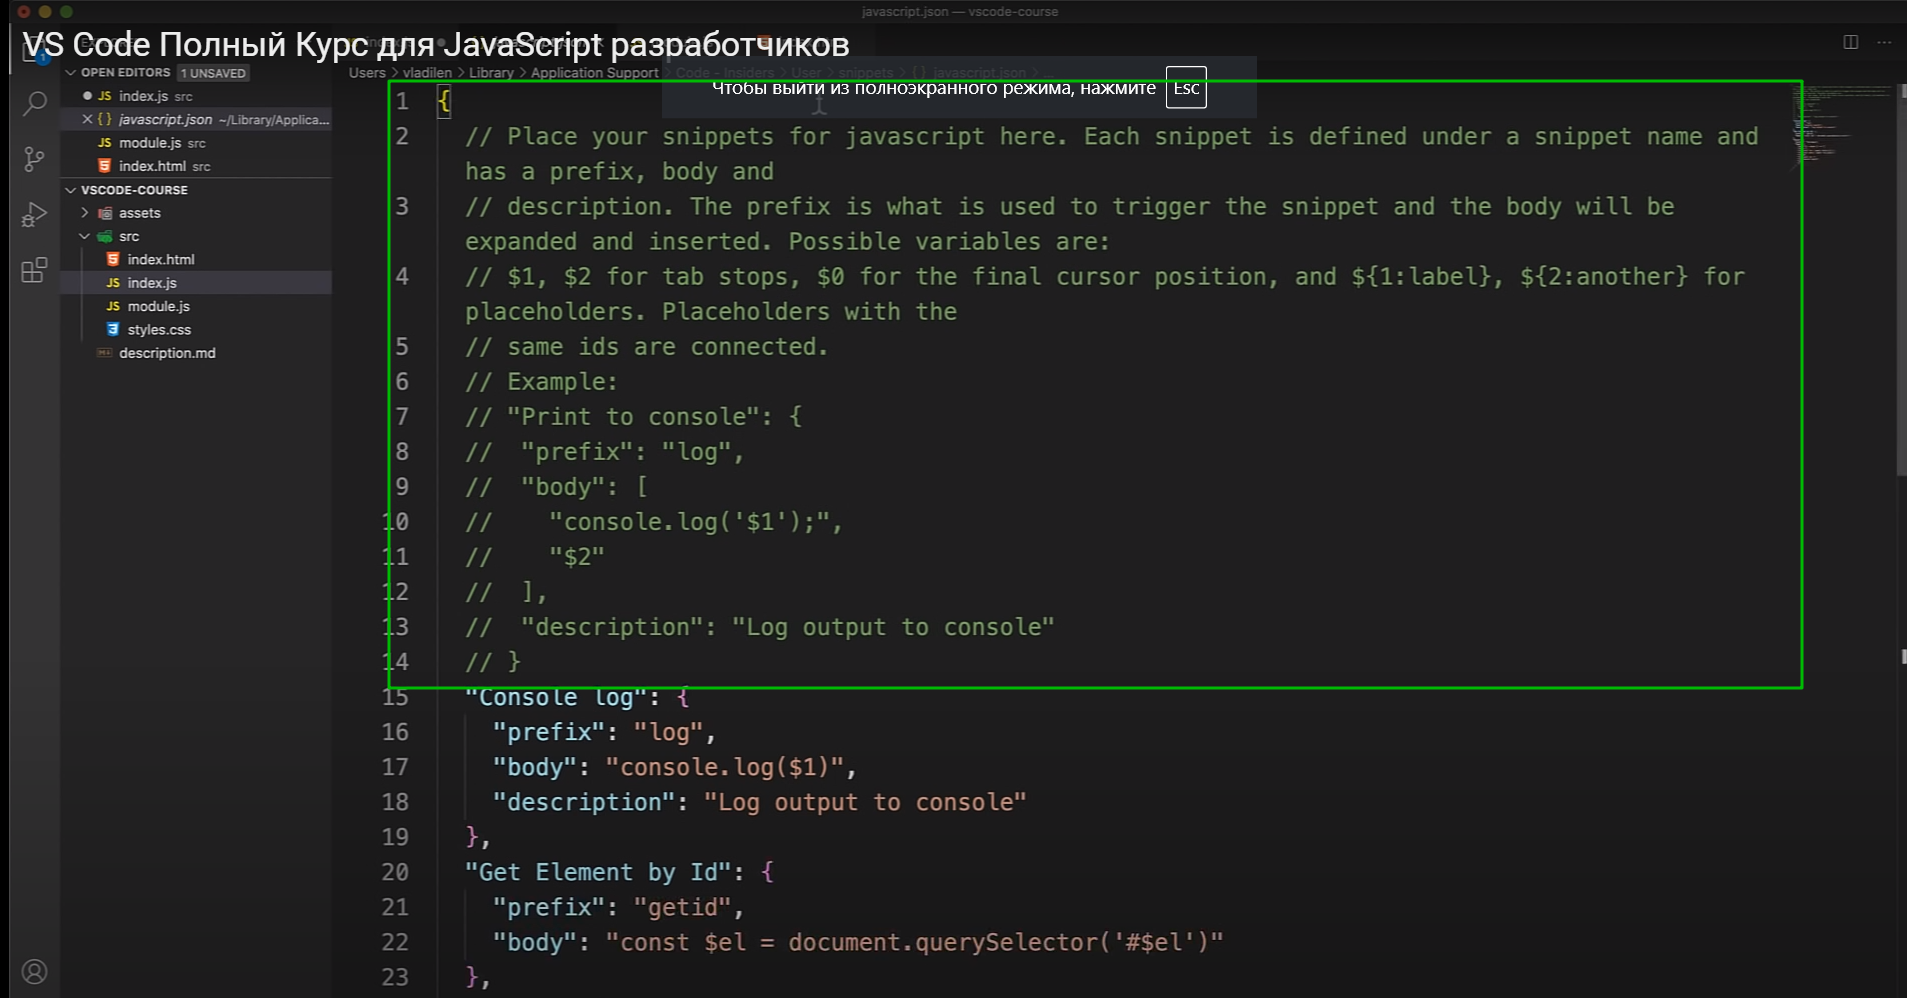 javascript.json — vscode-course
VS Code Полный Курс для JavaScript разработчиков
OPEN EDITORS 1 UNSAVED
Users > vladilen > Library > Application Support > Code - Insiders > User > snippets > {} javascript.json > ...
Чтобы выйти из полноэкранного режима, нажмите Esc
JS index.js src
{} javascript.json ~/Library/Applica...
JS module.js src
index.html src
VSCODE-COURSE
assets
src
index.html
JS index.js
JS module.js
styles.css
description.md
1 {
2 // Place your snippets for javascript here. Each snippet is defined under a snippet name and
has a prefix, body and
3 // description. The prefix is what is used to trigger the snippet and the body will be
expanded and inserted. Possible variables are:
4 // $1, $2 for tab stops, $0 for the final cursor position, and ${1:label}, ${2:another} for
placeholders. Placeholders with the
5 // same ids are connected.
6 // Example:
7 // "Print to console": {
8 //  "prefix": "log",
9 //  "body": [
10 //    "console.log('$1');",
11 //    "$2"
12 //  ],
13 //  "description": "Log output to console"
14 // }
15 "Console log": {
16 "prefix": "log",
17 "body": "console.log($1)",
18 "description": "Log output to console"
19 },
20 "Get Element by Id": {
21 "prefix": "getid",
22 "body": "const $el = document.querySelector('#$el')"
23 },